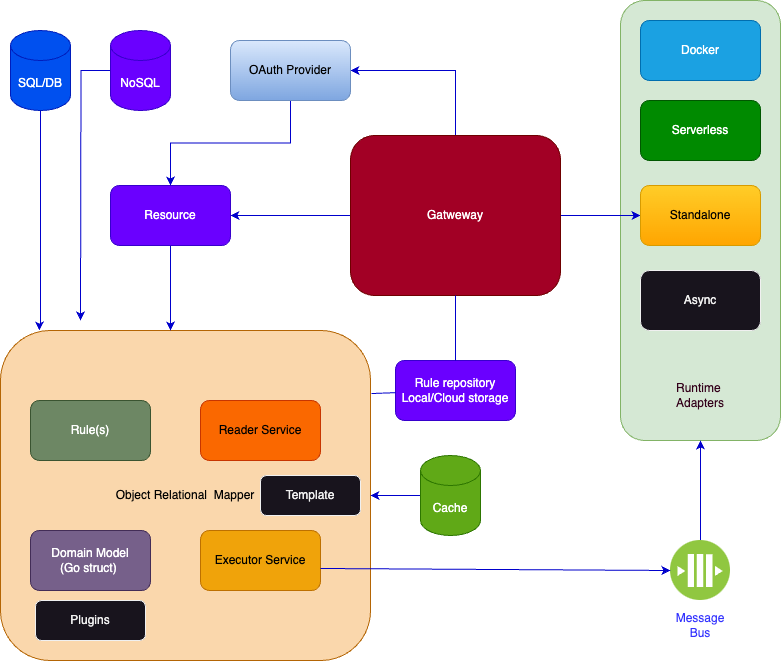 SQL/DB
NoSQL
OAuth Provider
Docker
Serverless
Resource
Gatweway
Standalone
Async
Rule repository
Local/Cloud storage
Runtime
Adapters
Rule(s)
Reader Service
Object Relational Mapper
Template
Cache
Domain Model
(Go struct)
Executor Service
Plugins
Message
Bus